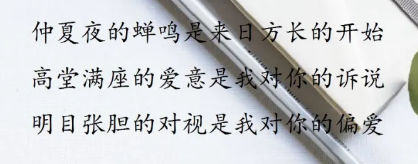 仲夏夜的蝉鸣是来日方长的开始
高堂满座的爱意是我对你的诉说
明目张胆的对视是我对你的偏爱